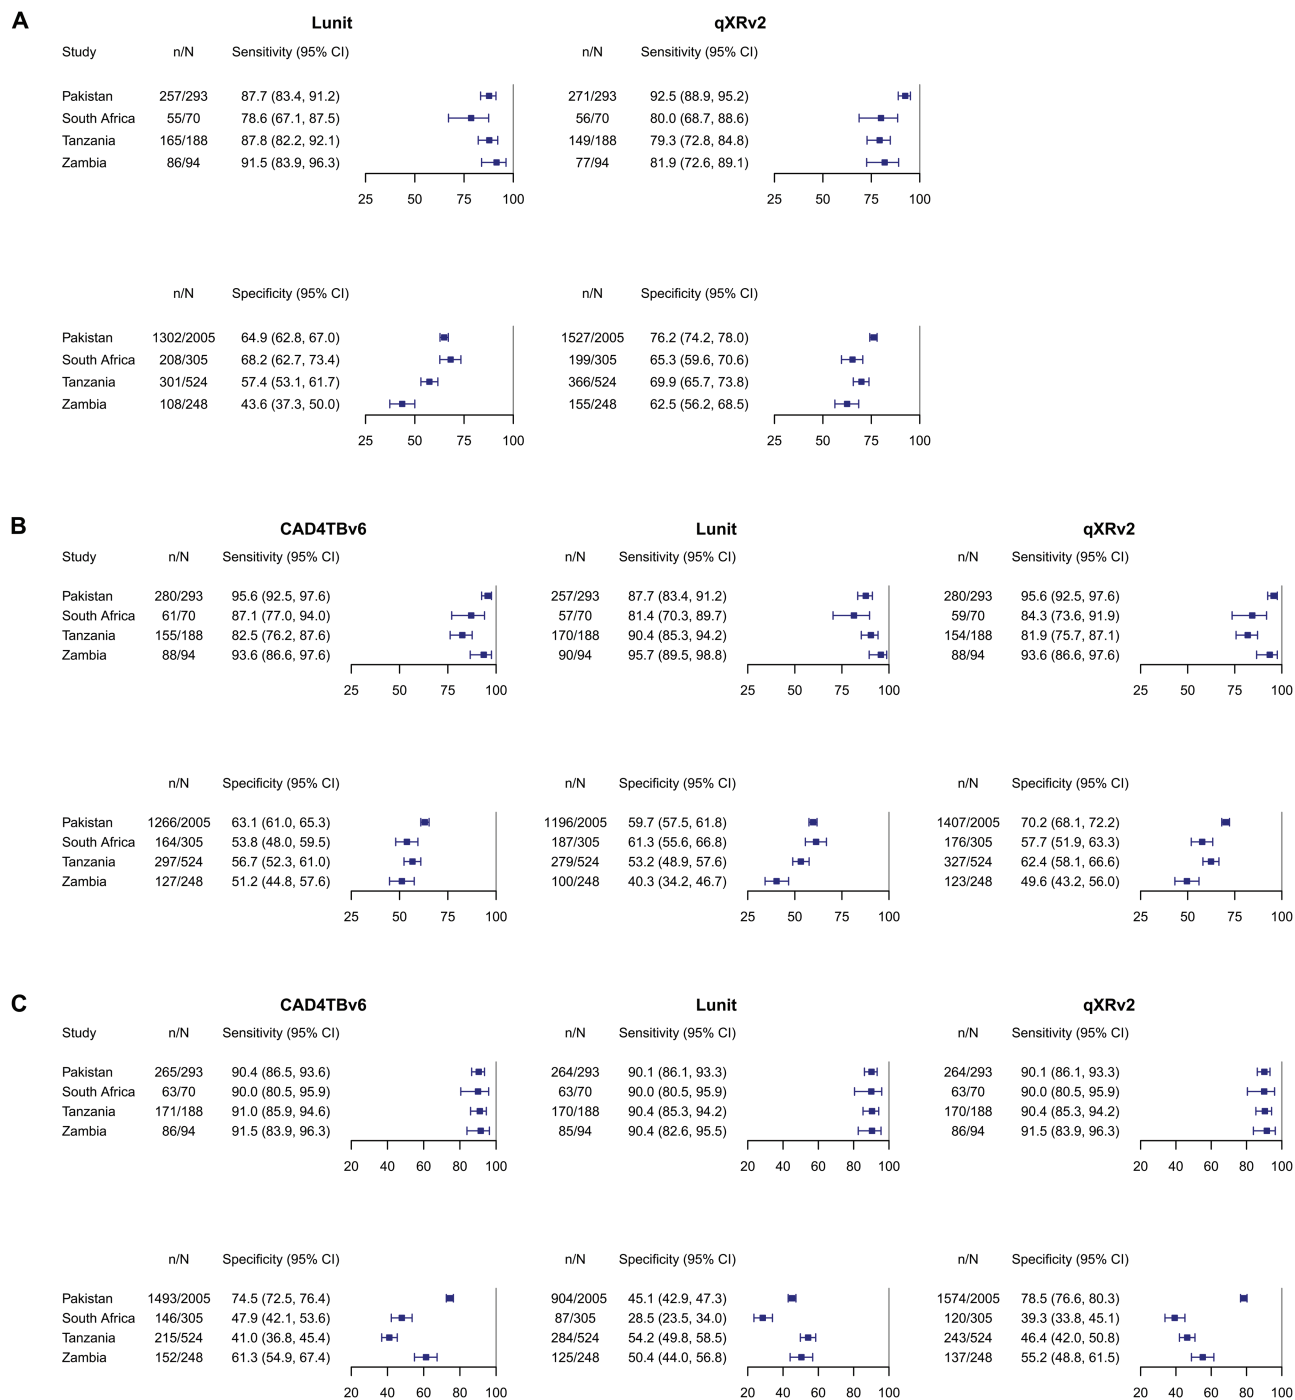 A
Lunit qXRv2
Study n/N Sensitivity (95% CI) n/N Sensitivity (95% CI)
Pakistan 257/293 87.7 (83.4, 91.2) 271/293 92.5 (88.9, 95.2)
South Africa 55/70 78.6 (67.1, 87.5) 56/70 80.0 (68.7, 88.6)
Tanzania 165/188 87.8 (82.2, 92.1) 149/188 79.3 (72.8, 84.8)
Zambia 86/94 91.5 (83.9, 96.3) 77/94 81.9 (72.6, 89.1)
25 50 75 100 25 50 75 100
n/N Specificity (95% CI) n/N Specificity (95% CI)
Pakistan 1302/2005 64.9 (62.8, 67.0) 1527/2005 76.2 (74.2, 78.0)
South Africa 208/305 68.2 (62.7, 73.4) 199/305 65.3 (59.6, 70.6)
Tanzania 301/524 57.4 (53.1, 61.7) 366/524 69.9 (65.7, 73.8)
Zambia 108/248 43.6 (37.3, 50.0) 155/248 62.5 (56.2, 68.5)
25 50 75 100 25 50 75 100
B
CAD4TBv6 Lunit qXRv2
Study n/N Sensitivity (95% CI) n/N Sensitivity (95% CI) n/N Sensitivity (95% CI)
Pakistan 280/293 95.6 (92.5, 97.6) 257/293 87.7 (83.4, 91.2) 280/293 95.6 (92.5, 97.6)
South Africa 61/70 87.1 (77.0, 94.0) 57/70 81.4 (70.3, 89.7) 59/70 84.3 (73.6, 91.9)
Tanzania 155/188 82.5 (76.2, 87.6) 170/188 90.4 (85.3, 94.2) 154/188 81.9 (75.7, 87.1)
Zambia 88/94 93.6 (86.6, 97.6) 90/94 95.7 (89.5, 98.8) 88/94 93.6 (86.6, 97.6)
25 50 75 100 25 50 75 100 25 50 75 100
n/N Specificity (95% CI) n/N Specificity (95% CI) n/N Specificity (95% CI)
Pakistan 1266/2005 63.1 (61.0, 65.3) 1196/2005 59.7 (57.5, 61.8) 1407/2005 70.2 (68.1, 72.2)
South Africa 164/305 53.8 (48.0, 59.5) 187/305 61.3 (55.6, 66.8) 176/305 57.7 (51.9, 63.3)
Tanzania 297/524 56.7 (52.3, 61.0) 279/524 53.2 (48.9, 57.6) 327/524 62.4 (58.1, 66.6)
Zambia 127/248 51.2 (44.8, 57.6) 100/248 40.3 (34.2, 46.7) 123/248 49.6 (43.2, 56.0)
25 50 75 100 25 50 75 100 25 50 75 100
C
CAD4TBv6 Lunit qXRv2
Study n/N Sensitivity (95% CI) n/N Sensitivity (95% CI) n/N Sensitivity (95% CI)
Pakistan 265/293 90.4 (86.5, 93.6) 264/293 90.1 (86.1, 93.3) 264/293 90.1 (86.1, 93.3)
South Africa 63/70 90.0 (80.5, 95.9) 63/70 90.0 (80.5, 95.9) 63/70 90.0 (80.5, 95.9)
Tanzania 171/188 91.0 (85.9, 94.6) 170/188 90.4 (85.3, 94.2) 170/188 90.4 (85.3, 94.2)
Zambia 86/94 91.5 (83.9, 96.3) 85/94 90.4 (82.6, 95.5) 86/94 91.5 (83.9, 96.3)
20 40 60 80 100 20 40 60 80 100 20 40 60 80 100
n/N Specificity (95% CI) n/N Specificity (95% CI) n/N Specificity (95% CI)
Pakistan 1493/2005 74.5 (72.5, 76.4) 904/2005 45.1 (42.9, 47.3) 1574/2005 78.5 (76.6, 80.3)
South Africa 146/305 47.9 (42.1, 53.6) 87/305 28.5 (23.5, 34.0) 120/305 39.3 (33.8, 45.1)
Tanzania 215/524 41.0 (36.8, 45.4) 284/524 54.2 (49.8, 58.5) 243/524 46.4 (42.0, 50.8)
Zambia 152/248 61.3 (54.9, 67.4) 125/248 50.4 (44.0, 56.8) 137/248 55.2 (48.8, 61.5)
20 40 60 80 100 20 40 60 80 100 20 40 60 80 100